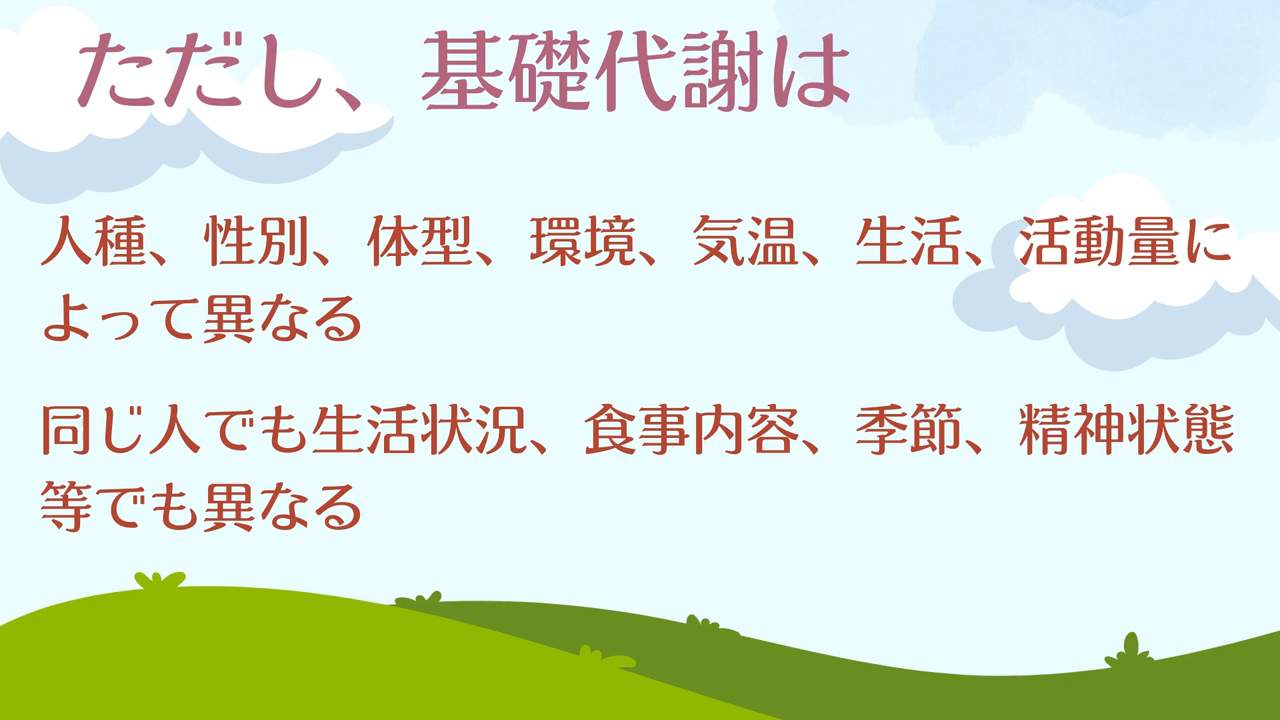 ただし、基礎代謝は
人種、性別、体型、環境、気温、生活、活動量に
よって異なる
同じ人でも生活状況、食事内容、季節、精神状態
等でも異なる